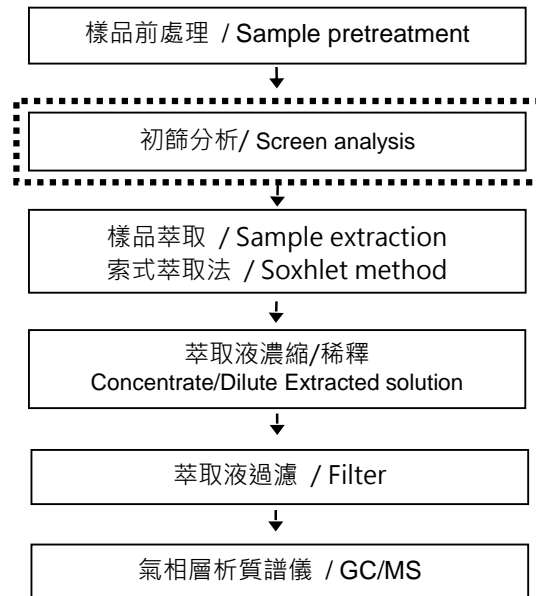 樣品前處理 / Sample pretreatment
初篩分析/ Screen analysis
樣品萃取 / Sample extraction
索式萃取法 / Soxhlet method
萃取液濃縮/稀釋
Concentrate/Dilute Extracted solution
萃取液過濾 / Filter
氣相層析質譜儀 / GC/MS